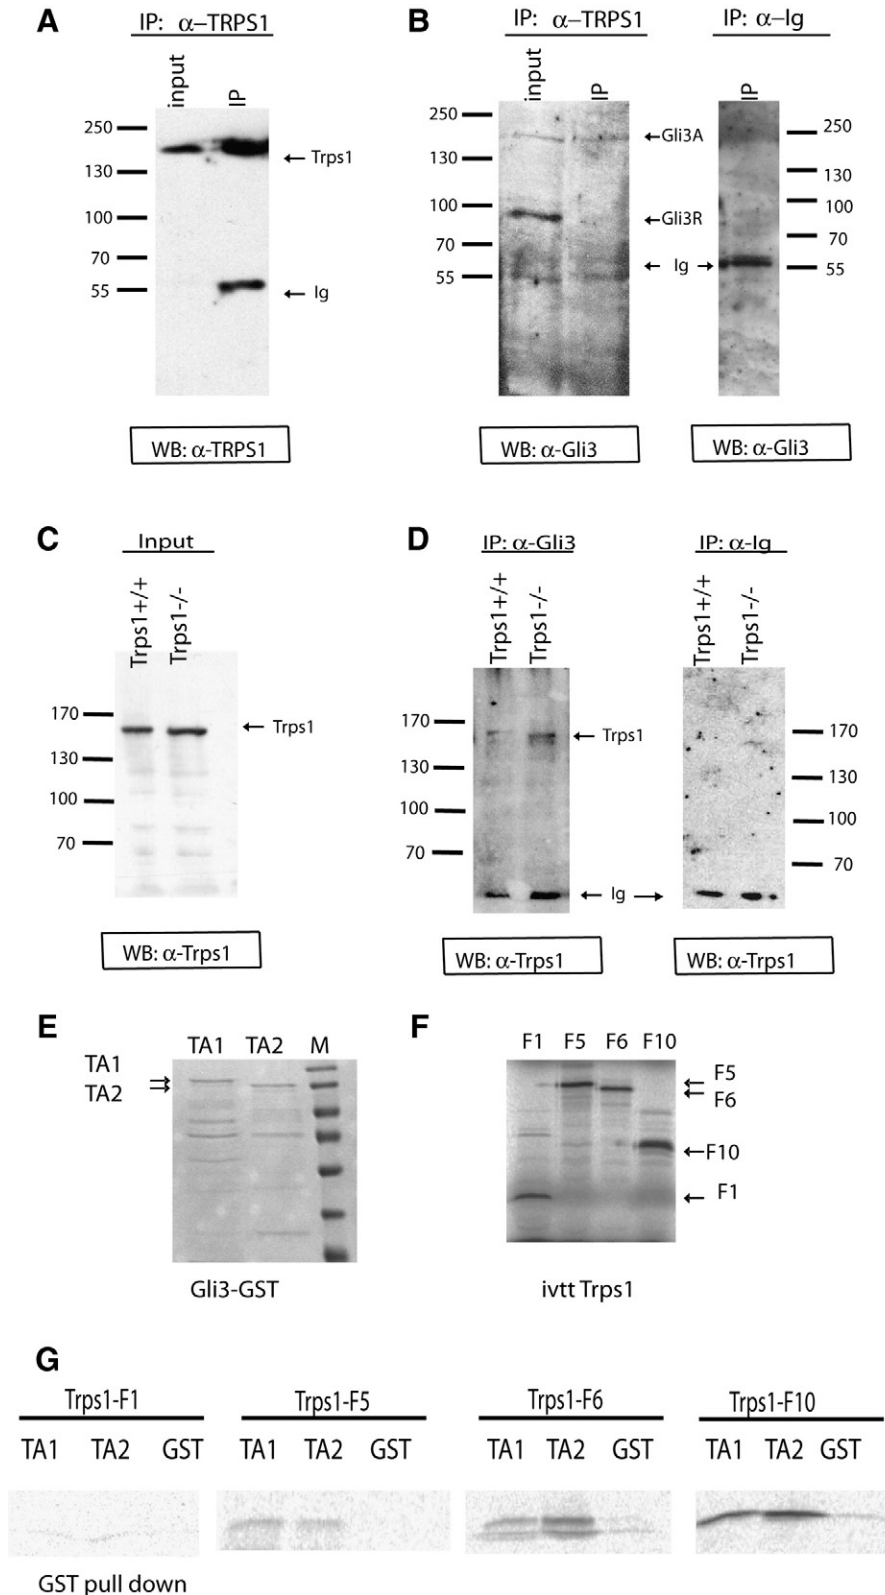 A
IP: α–TRPS1
input
IP
250
130
100
70
55
Trps1
Ig
WB: α-TRPS1
B
IP: α–TRPS1
input
IP
250
130
100
70
55
Gli3A
Gli3R
Ig
WB: α-Gli3
IP: α–Ig
IP
250
130
100
70
55
WB: α-Gli3
C
Input
Trps1+/+
Trps1-/-
170
130
100
70
Trps1
WB: α-Trps1
D
IP: α-Gli3
Trps1+/+
Trps1-/-
170
130
100
70
Trps1
Ig
WB: α-Trps1
IP: α-Ig
Trps1+/+
Trps1-/-
170
130
100
70
WB: α-Trps1
E
TA1 TA2 M
TA1
TA2
Gli3-GST
F
F1 F5 F6 F10
F5
F6
F10
F1
ivtt Trps1
G
Trps1-F1
TA1 TA2 GST
Trps1-F5
TA1 TA2 GST
Trps1-F6
TA1 TA2 GST
Trps1-F10
TA1 TA2 GST
GST pull down